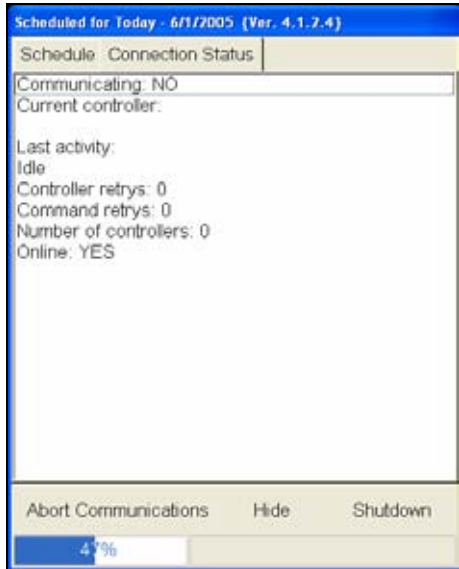 Scheduled for Today - 6/1/2005 {Ver. 4.1.2.4}
Schedule Connection Status
Communicating: NO
Current controller:
Last activity:
Idle
Controller retrys: 0
Command retrys: 0
Number of controllers: 0
Online: YES
Abort Communications Hide Shutdown
47%